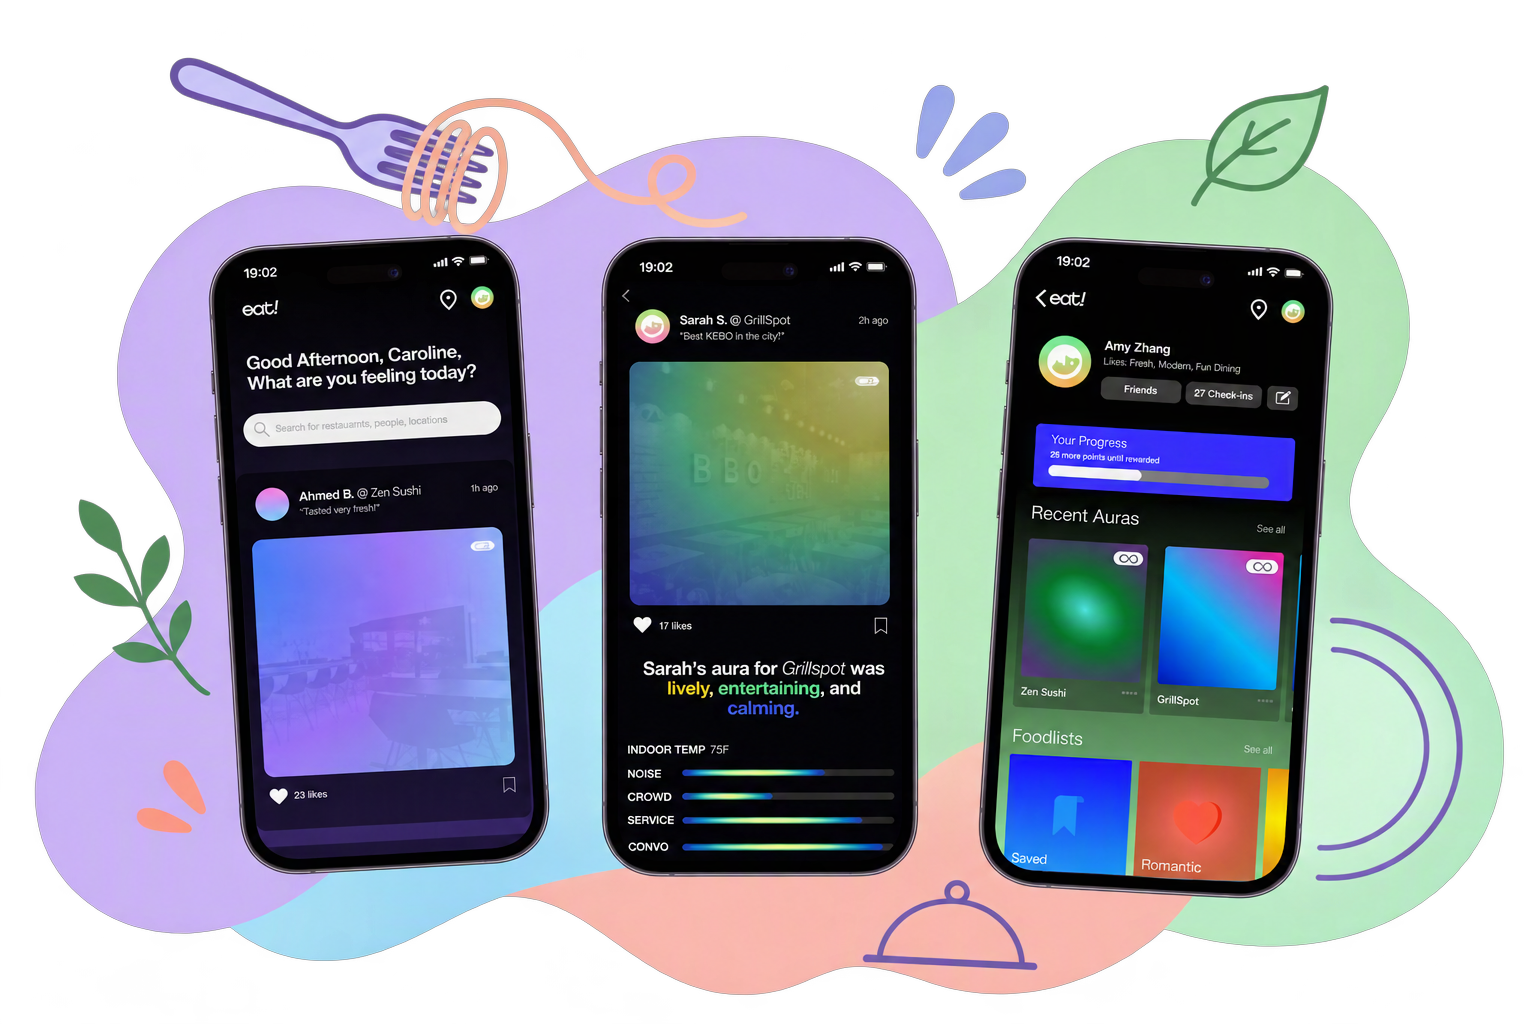 19:02
eat!
Good Afternoon, Caroline,
What are you feeling today?
Search for restauamts, people, locations
Ahmed B. @ Zen Sushi
1h ago
"Tasted very fresh!"
23 likes
19:02
Sarah S. @ GrillSpot
2h ago
"Best KEBO in the city!"
BBO
17 likes
Sarah's aura for Grillspot was
lively, entertaining, and
calming.
INDOOR TEMP 75F
NOISE
CROWD
SERVICE
CONVO
19:02
eat!
Amy Zhang
Likes: Fresh, Modern, Fun Dining
Friends
27 Check-ins
Your Progress
26 more points until rewarded
Recent Auras
See all
Zen Sushi
GrillSpot
Foodlists
See all
Saved
Romantic